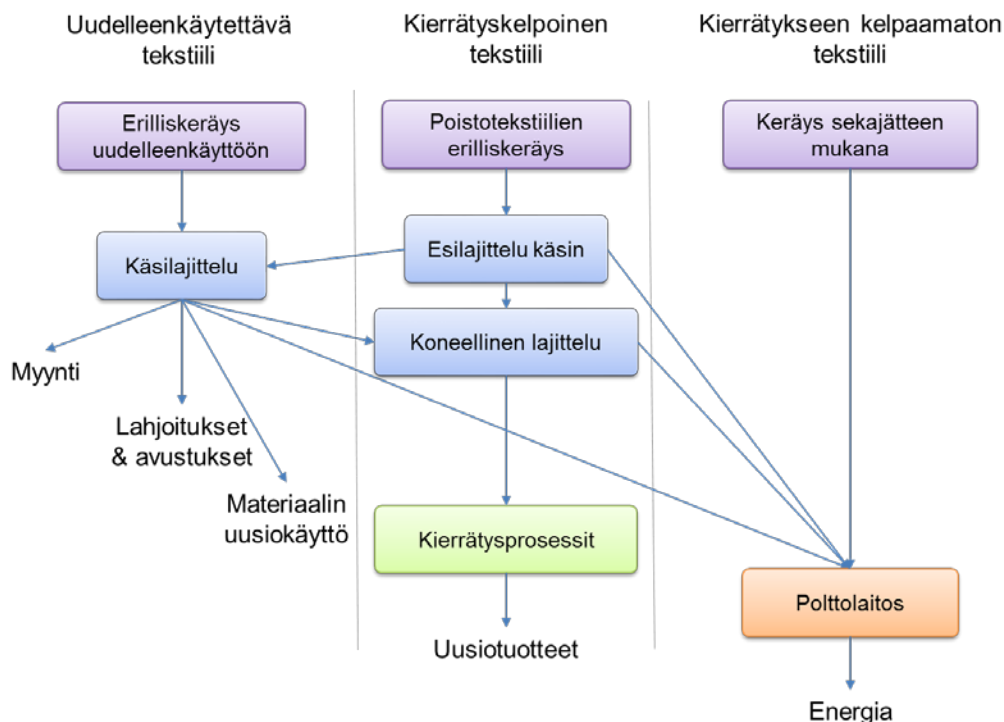 Uudelleenkäytettävä
tekstiili
Kierrätyskelpoinen
tekstiili
Kierrätykseen kelpaamaton
tekstiili
Erilliskeräys
uudelleenkäyttöön
Poistotekstiilien
erilliskeräys
Keräys sekajätteen
mukana
Käsilajittelu
Esilajittelu käsin
Koneellinen lajittelu
Myynti
Lahjoitukset
& avustukset
Materiaalin
uusiokäyttö
Kierrätysprosessit
Polttolaitos
Uusiotuotteet
Energia